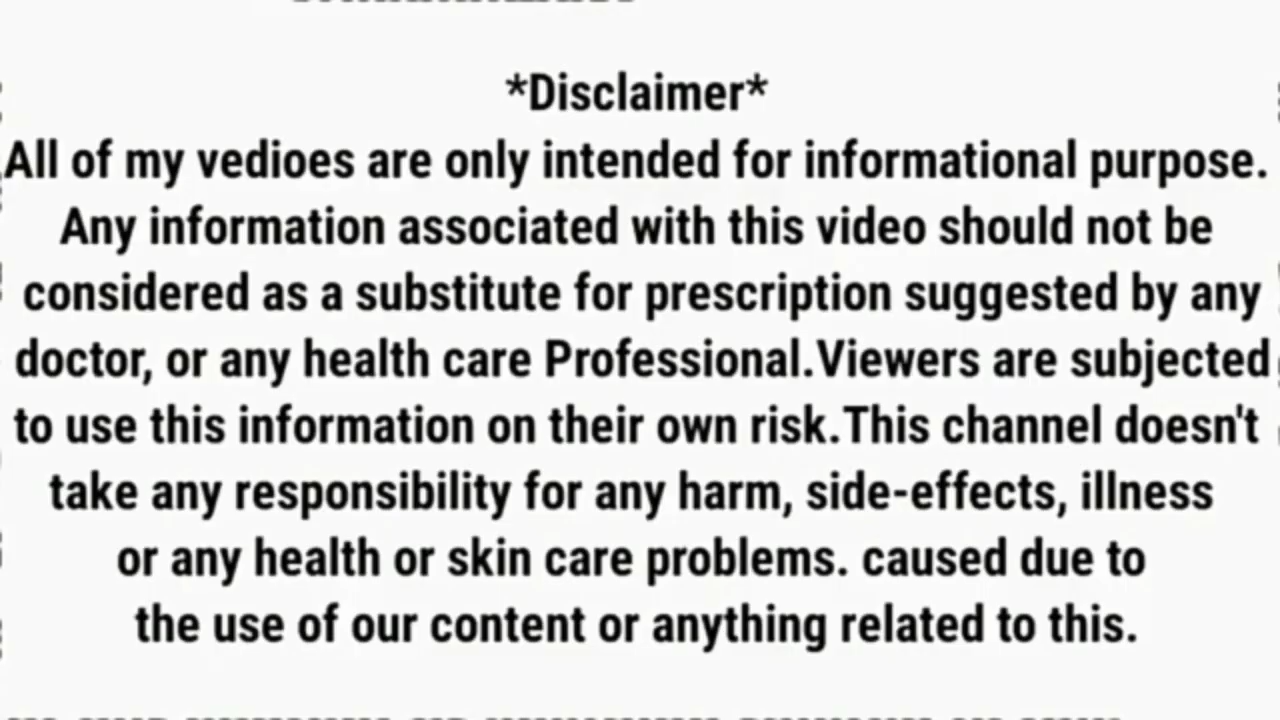 *Disclaimer*
All of my vedioes are only intended for informational purpose.
Any information associated with this video should not be
considered as a substitute for prescription suggested by any
doctor, or any health care Professional.Viewers are subjected
to use this information on their own risk.This channel doesn't
take any responsibility for any harm, side-effects, illness
or any health or skin care problems. caused due to
the use of our content or anything related to this.